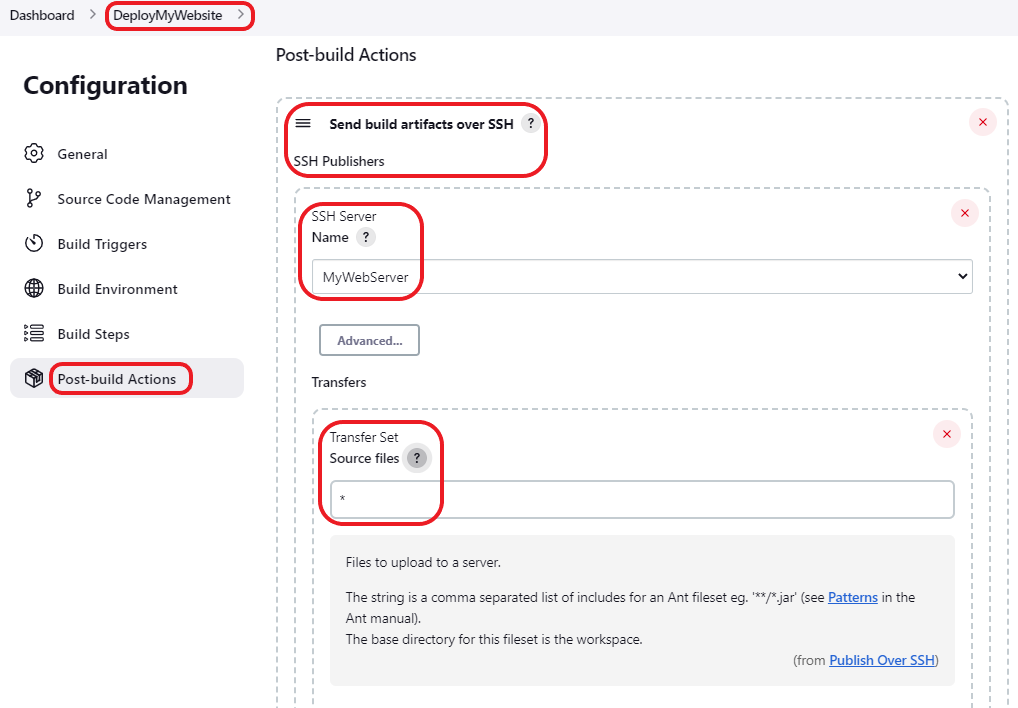 Dashboard > DeployMyWebsite >
Configuration
General
Source Code Management
Build Triggers
Build Environment
Build Steps
Post-build Actions
Post-build Actions
Send build artifacts over SSH ?
SSH Publishers
SSH Server
Name ?
MyWebServer
Advanced...
Transfers
Transfer Set
Source files ?
*
Files to upload to a server.
The string is a comma separated list of includes for an Ant fileset eg. '**/*.jar' (see Patterns in the
Ant manual).
The base directory for this fileset is the workspace.
(from Publish Over SSH)